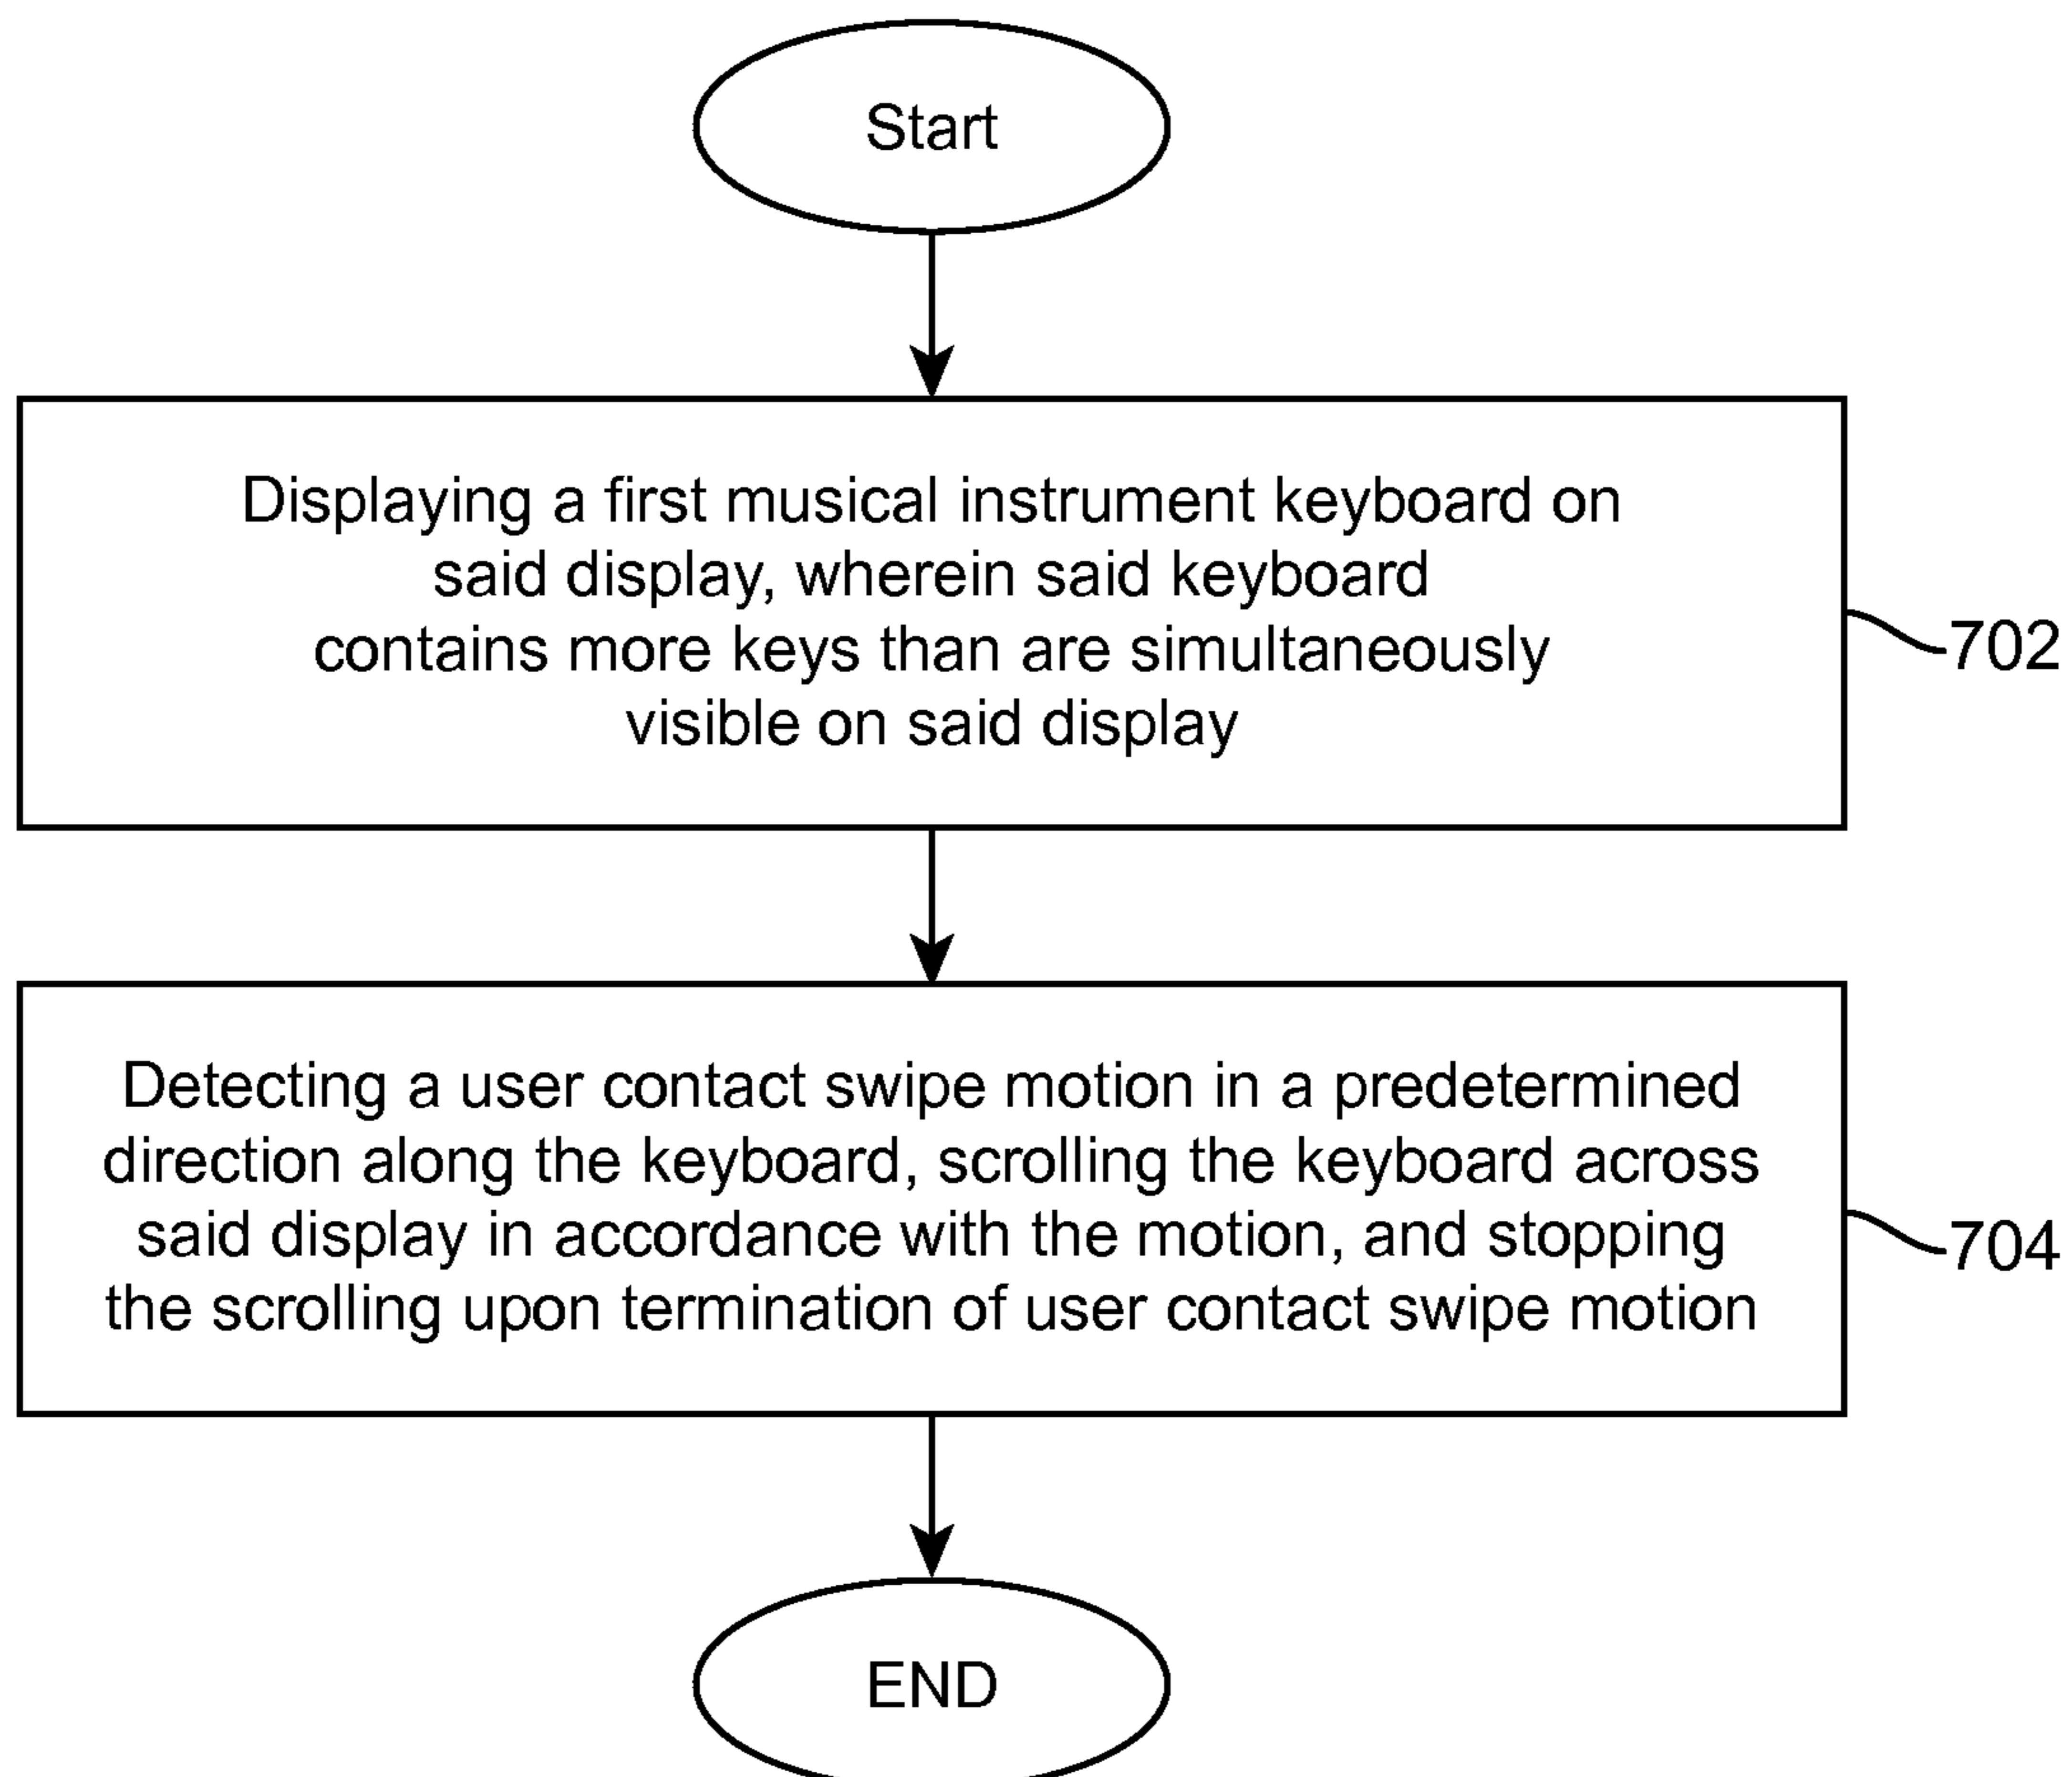 Start
Displaying a first musical instrument keyboard on
said display, wherein said keyboard
contains more keys than are simultaneously
visible on said display
702
Detecting a user contact swipe motion in a predetermined
direction along the keyboard, scrolling the keyboard across
said display in accordance with the motion, and stopping
the scrolling upon termination of user contact swipe motion
704
END